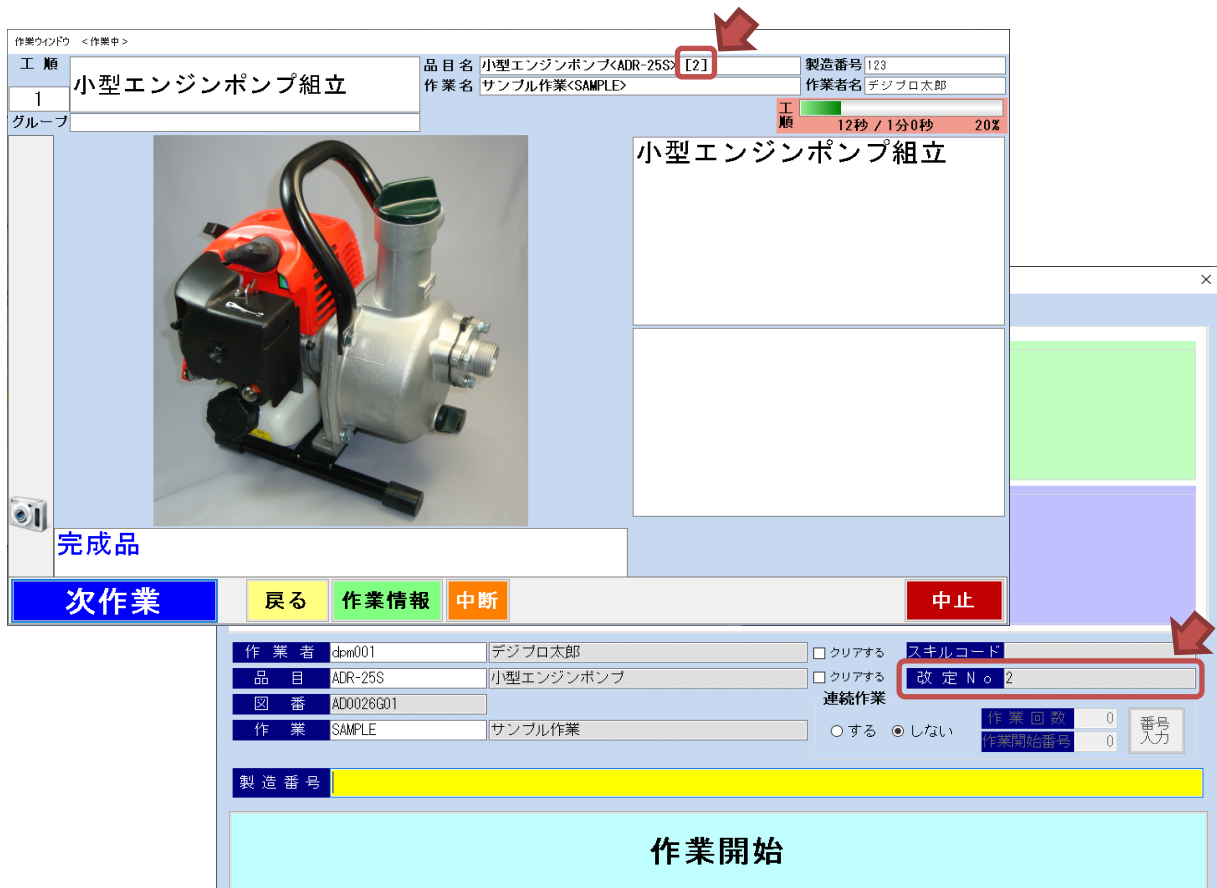 作業ウィンドウ <作業中>
工 順
小型エンジンポンプ組立
品目名 小型エンジンポンプ<ADR-25S> [2]
製造番号 123
1
作業名 サンプル作業<SAMPLE>
作業者名 デジプロ太郎
グループ
工順
12秒 / 1分0秒 20%
小型エンジンポンプ組立
完成品
次作業 戻る 作業情報 中断 中止
作 業 者 dpm001 デジプロ太郎 クリアする スキルコード
品 目 ADR-25S 小型エンジンポンプ クリアする 改 定 N o 2
図 番 AD0026G01 連続作業
作 業 SAMPLE サンプル作業 する しない 作 業 回 数 0 番号入力
作業開始番号 0
製 造 番 号
作業開始